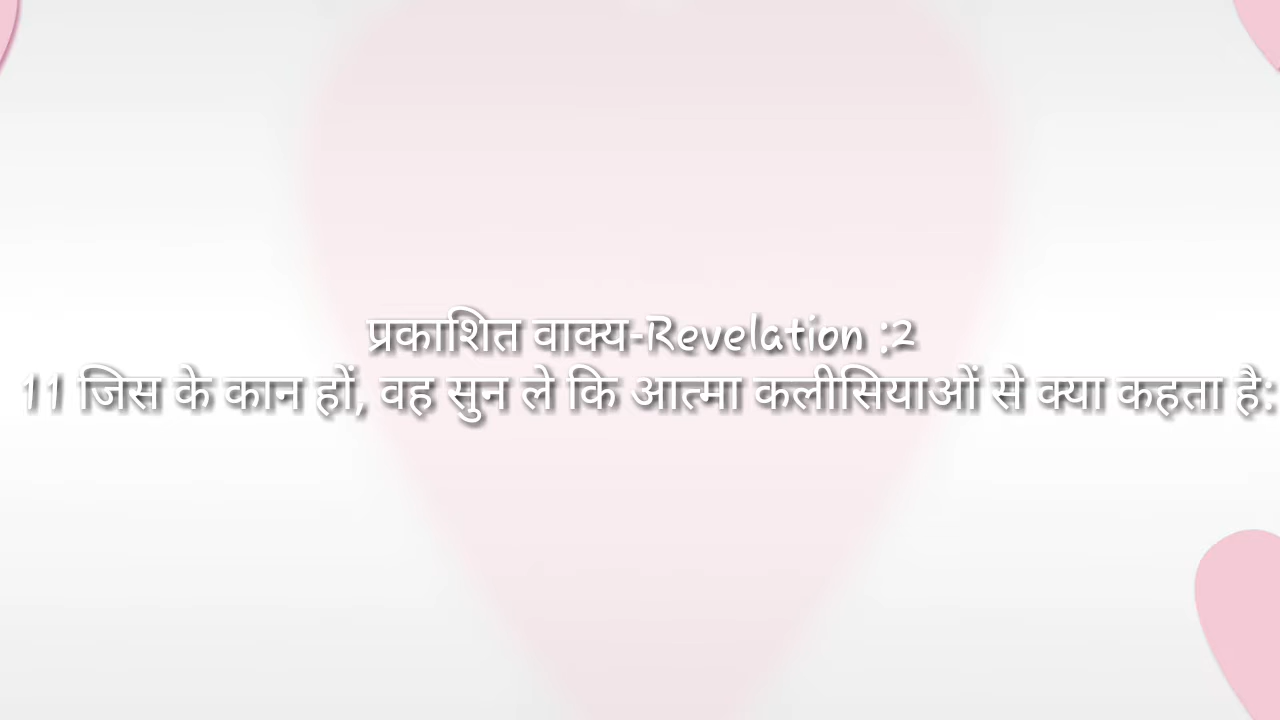 प्रकाशित वाक्य-Revelation :2
11 जिस के कान हों, वह सुन ले कि आत्मा कलीसियाओं से क्या कहता है: